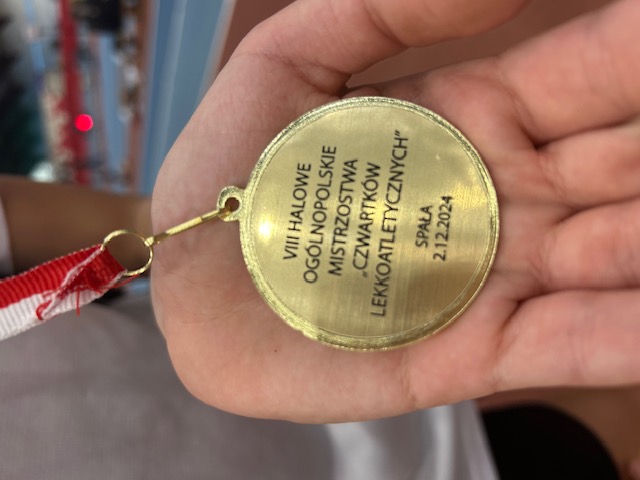 VIII HALOWE
OGÓLNOPOLSKIE
MISTRZOSTWA
„CZWARTKÓW
LEKKOATLETYCZNYCH”
SPAŁA
2.12.2024